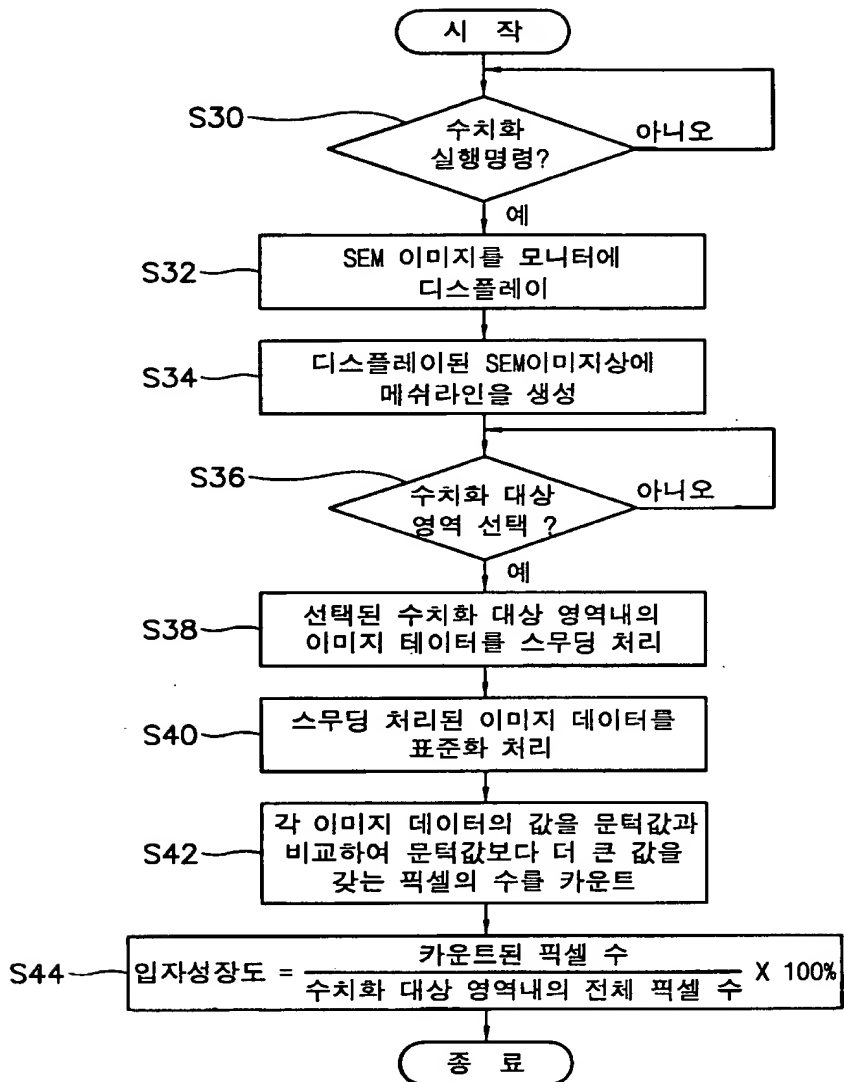 시 작
S30
수치화
실행명령?
아니오
예
S32
SEM 이미지를 모니터에
디스플레이
S34
디스플레이된 SEM이미지상에
메쉬라인을 생성
S36
수치화 대상
영역 선택 ?
아니오
예
S38
선택된 수치화 대상 영역내의
이미지 테이터를 스무딩 처리
S40
스무딩 처리된 이미지 데이터를
표준화 처리
S42
각 이미지 데이터의 값을 문턱값과
비교하여 문턱값보다 더 큰 값을
갖는 픽셀의 수를 카운트
S44
카운트된 픽셀 수
입자성장도 = X 100%
수치화 대상 영역내의 전체 픽셀 수
종 료